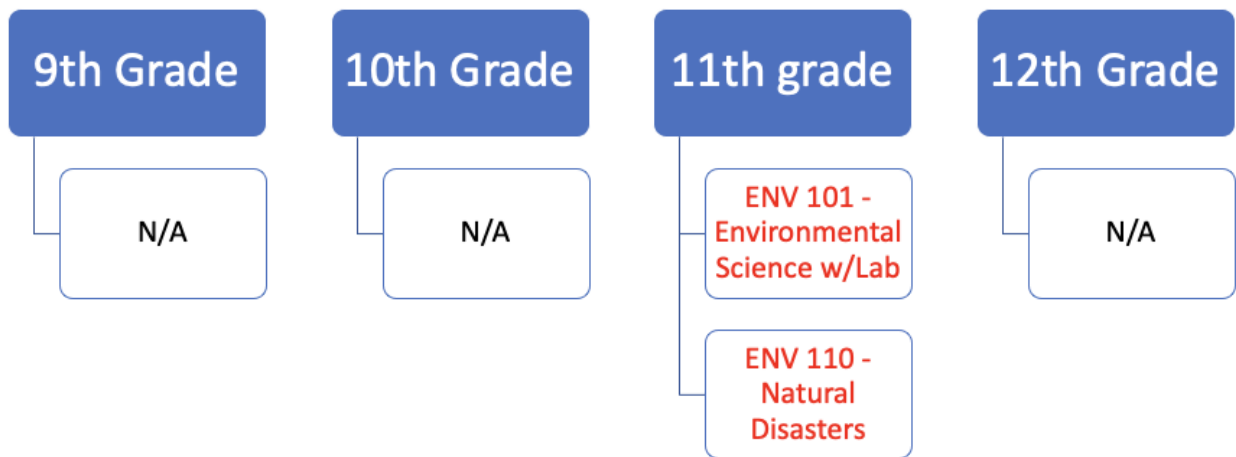 9th Grade
N/A
10th Grade
N/A
11th grade
ENV 101 -
Environmental
Science w/Lab
ENV 110 -
Natural
Disasters
12th Grade
N/A